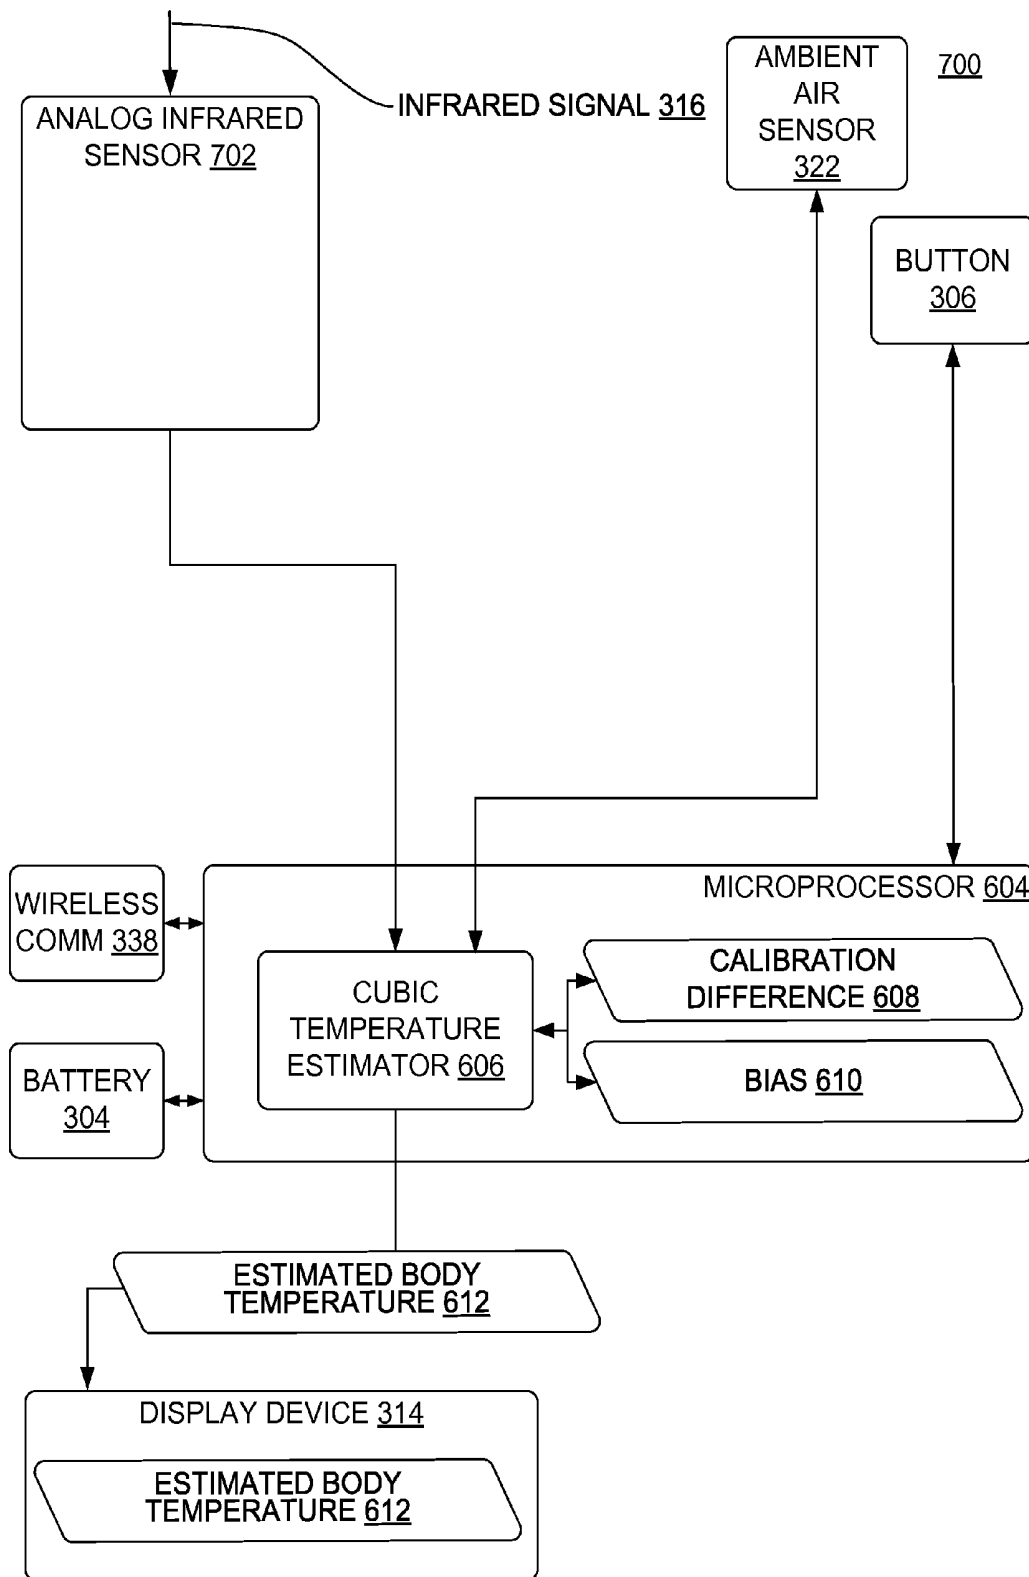 ANALOG INFRARED
SENSOR 702
INFRARED SIGNAL 316
AMBIENT
AIR
SENSOR
322
700
BUTTON
306
MICROPROCESSOR 604
WIRELESS
COMM 338
CUBIC
TEMPERATURE
ESTIMATOR 606
CALIBRATION
DIFFERENCE 608
BIAS 610
BATTERY
304
ESTIMATED BODY
TEMPERATURE 612
DISPLAY DEVICE 314
ESTIMATED BODY
TEMPERATURE 612